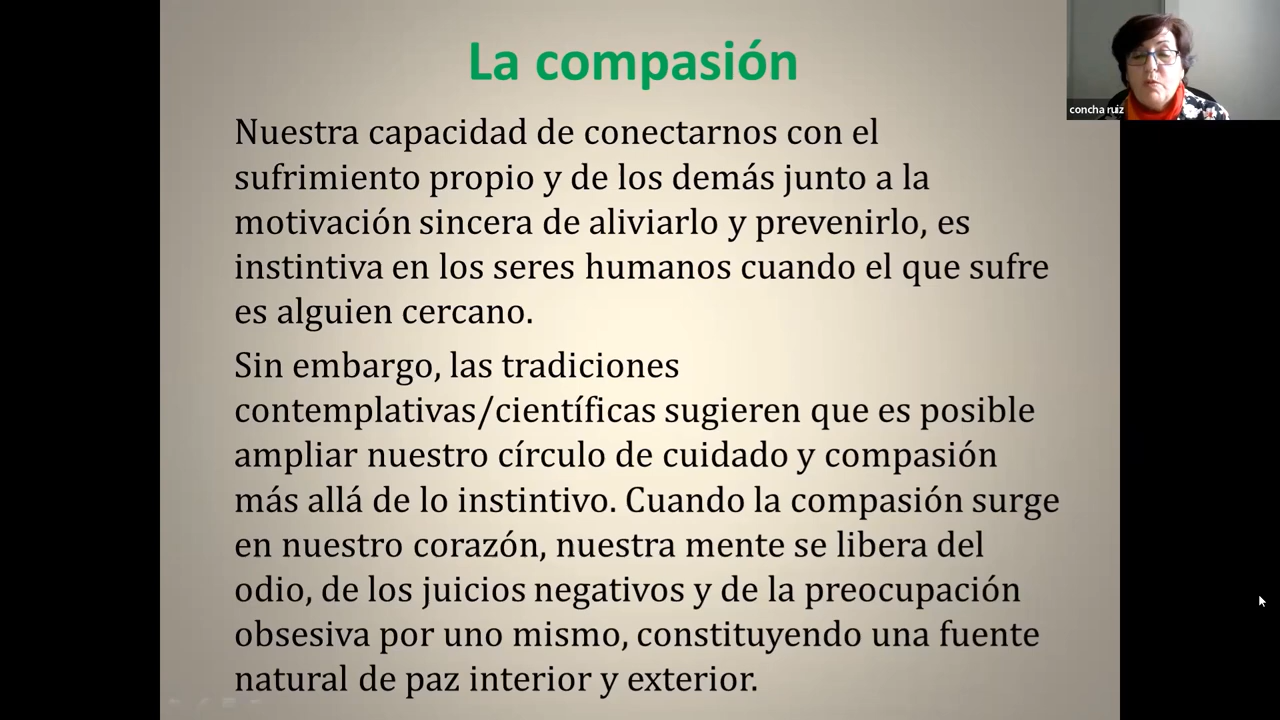 La compasión
concha ruiz
Nuestra capacidad de conectarnos con el
sufrimiento propio y de los demás junto a la
motivación sincera de aliviarlo y prevenirlo, es
instintiva en los seres humanos cuando el que sufre
es alguien cercano.
Sin embargo, las tradiciones
contemplativas/científicas sugieren que es posible
ampliar nuestro círculo de cuidado y compasión
más allá de lo instintivo. Cuando la compasión surge
en nuestro corazón, nuestra mente se libera del
odio, de los juicios negativos y de la preocupación
obsesiva por uno mismo, constituyendo una fuente
natural de paz interior y exterior.